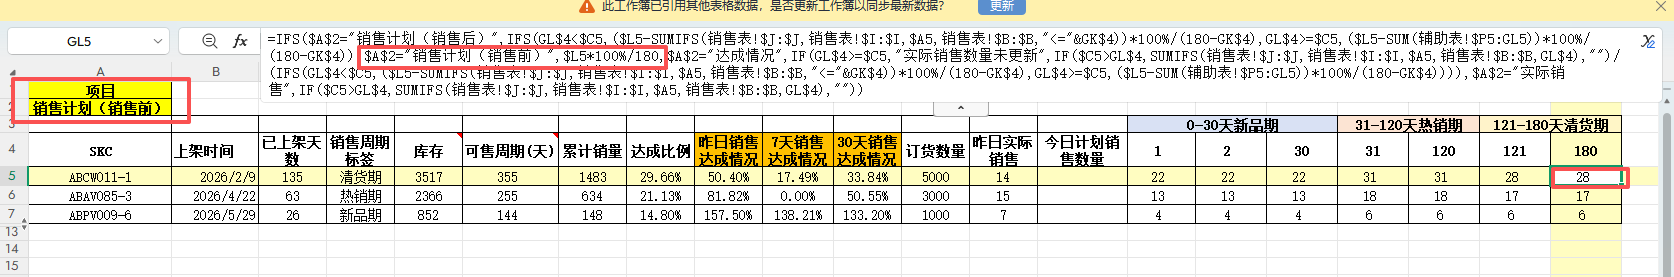 此工作簿已引用其他表格数据，是否更新工作簿以同步最新数据？ 更新
GL5 fx =IFS($A$2="销售计划（销售后）",IFS(GL$4<$C5,($L5-SUMIFS(销售表!$J:$J,销售表!$I:$I,$A5,销售表!$B:$B,"<="&GK$4))*100%/(180-GK$4),GL$4>=$C5,($L5-SUM(辅助表!$P5:GL5))*100%/
(180-GK$4)),$A$2="销售计划（销售前）",$L5*100%/180,$A$2="达成情况",IF(GL$4>=$C5,"实际销售数量未更新",IF($C5>GL$4,SUMIFS(销售表!$J:$J,销售表!$I:$I,$A5,销售表!$B:$B,GL$4),"")/
(IFS(GL$4<$C5,($L5-SUMIFS(销售表!$J:$J,销售表!$I:$I,$A5,销售表!$B:$B,"<="&GK$4))*100%/(180-GK$4),GL$4>=$C5,($L5-SUM(辅助表!$P5:GL5))*100%/(180-GK$4)))),$A$2="实际销
售",IF($C5>GL$4,SUMIFS(销售表!$J:$J,销售表!$I:$I,$A5,销售表!$B:$B,GL$4),""))
A B
项目
2 销售计划（销售前）
3 0-30天新品期 31-120天热销期 121-180天清货期
4 SKC 上架时间 已上架天数 销售周期标签 库存 可售周期(天) 累计销量 达成比例 昨日销售达成情况 7天销售达成情况 30天销售达成情况 订货数量 昨日实际销售 今日计划销售数量 1 2 30 31 120 121 180
5 ABCW011-1 2026/2/9 135 清货期 3517 355 1483 29.66% 50.40% 17.49% 33.84% 5000 14 22 22 22 31 31 28 28
6 ABAV085-3 2026/4/22 63 热销期 2366 255 634 21.13% 81.82% 0.00% 50.55% 3000 15 13 13 13 18 18 17 17
7 ABPV009-6 2026/5/29 26 新品期 852 144 148 14.80% 157.50% 138.21% 133.20% 1000 7 4 4 4 6 6 6 6
13
14
15